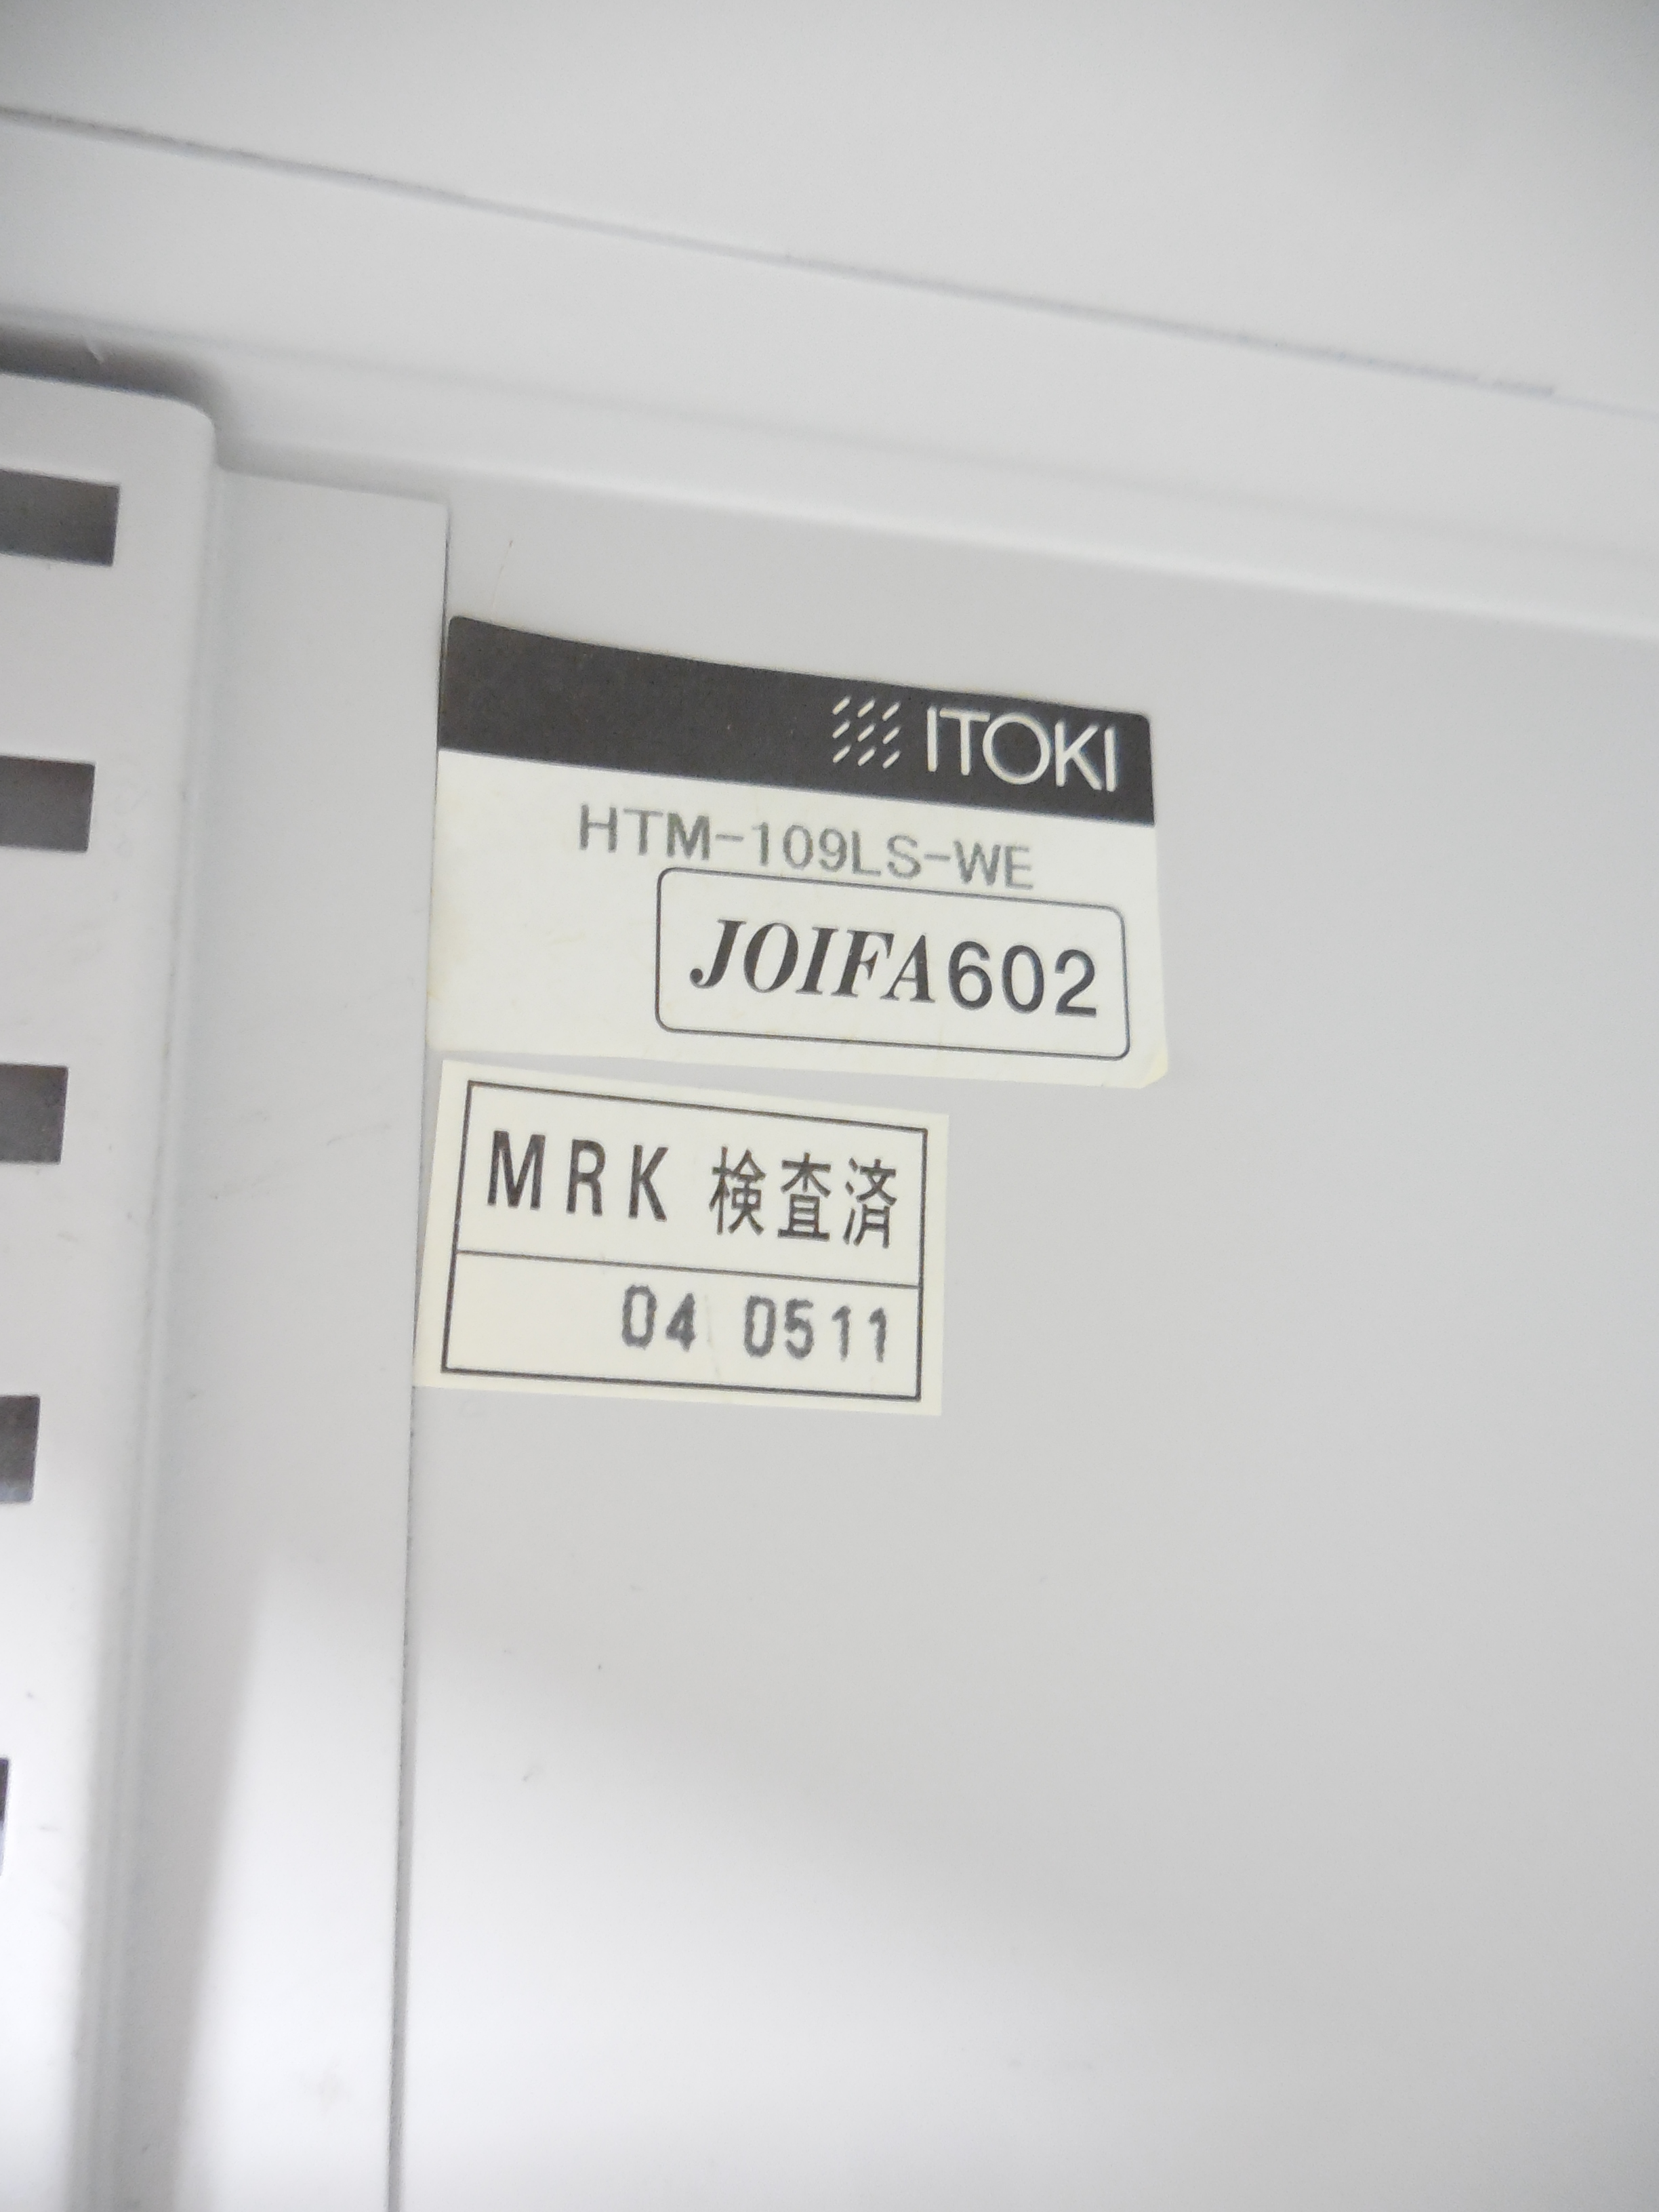 ITOKI
HTM-109LS-WE
JOIFA602
MRK 検査済
04 0511